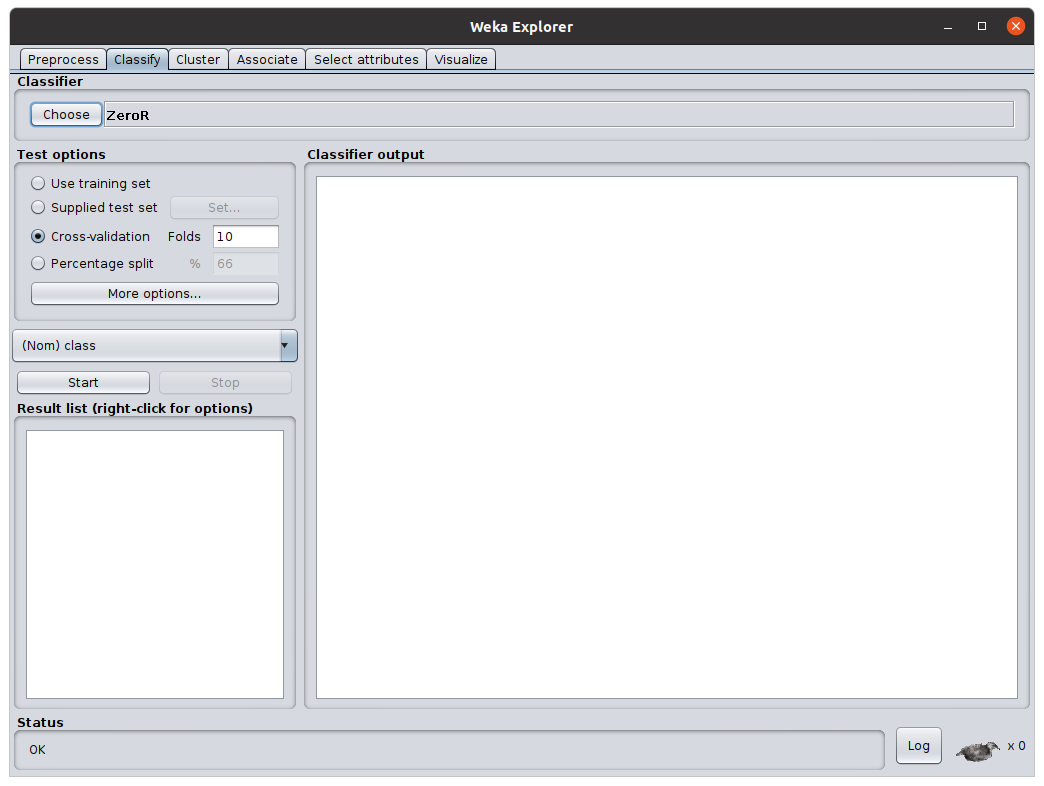 Weka Explorer
Preprocess Classify Cluster Associate Select attributes Visualize
Classifier
Choose ZeroR
Test options
Use training set
Supplied test set Set...
Cross-validation Folds 10
Percentage split % 66
More options...
(Nom) class
Start Stop
Result list (right-click for options)
Classifier output
Status
OK
Log
x 0